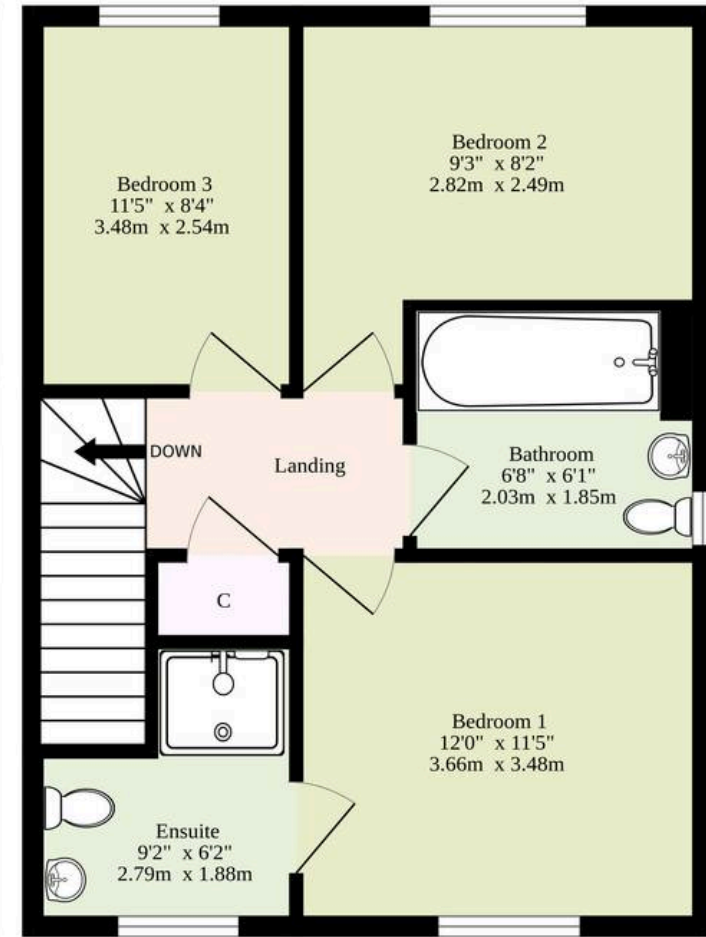 Bedroom 2
9'3" x 8'2"
2.82m x 2.49m
Bedroom 3
11'5" x 8'4"
3.48m x 2.54m
DOWN
Landing
Bathroom
6'8" x 6'1"
2.03m x 1.85m
C
Bedroom 1
12'0" x 11'5"
3.66m x 3.48m
Ensuite
9'2" x 6'2"
2.79m x 1.88m